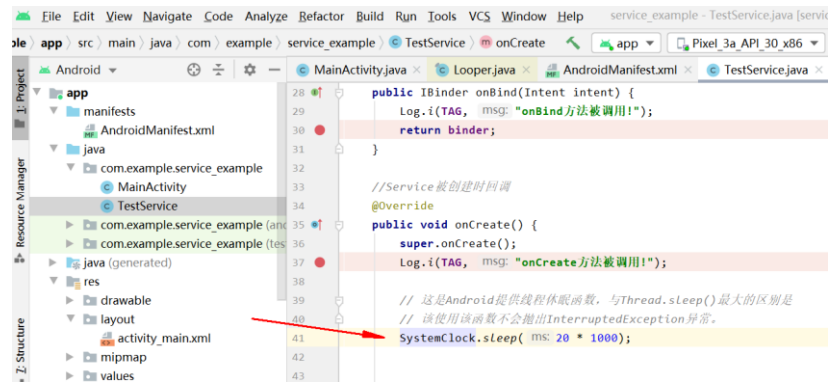 File Edit View Navigate Code Analyze Refactor Build Run Tools VCS Window Help service_example - TestService.java [servi
ple app src main java com example service_example TestService onCreate app Pixel_3a_API_30_x86
Android MainActivity.java Looper.java AndroidManifest.xml TestService.java
1: Project
Resource Manager
Z: Structure
app
manifests
AndroidManifest.xml
java
com.example.service_example
MainActivity
TestService
com.example.service_example (and
com.example.service_example (tes
java (generated)
res
drawable
layout
activity_main.xml
mipmap
values
28 public IBinder onBind(Intent intent) {
29 Log.i(TAG, msg: "onBind方法被调用!");
30 return binder;
31 }
32
33 //Service被创建时回调
34 @Override
35 public void onCreate() {
36 super.onCreate();
37 Log.i(TAG, msg: "onCreate方法被调用!");
38
39 // 这是Android提供线程休眠函数，与Thread.sleep()最大的区别是
40 // 该使用该函数不会抛出InterruptedException异常。
41 SystemClock.sleep( ms: 20 * 1000);
42
43